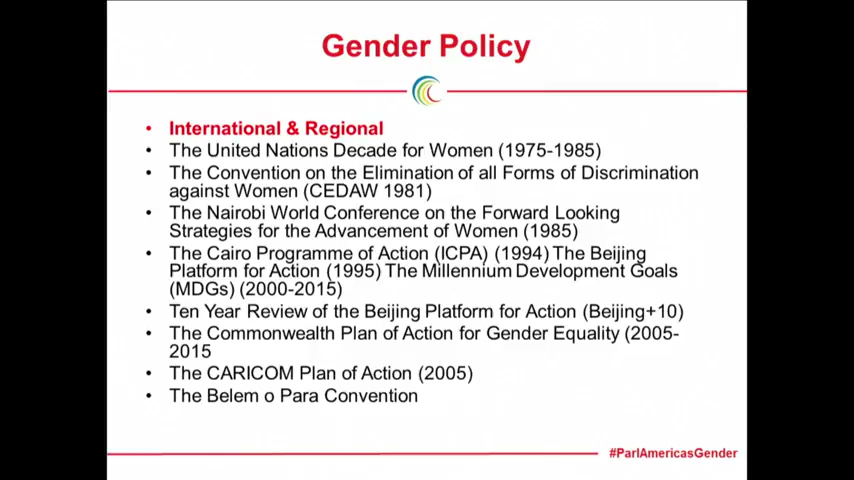 Gender Policy
• International & Regional
• The United Nations Decade for Women (1975-1985)
• The Convention on the Elimination of all Forms of Discrimination
against Women (CEDAW 1981)
• The Nairobi World Conference on the Forward Looking
Strategies for the Advancement of Women (1985)
• The Cairo Programme of Action (ICPA) (1994) The Beijing
Platform for Action (1995) The Millennium Development Goals
(MDGs) (2000-2015)
• Ten Year Review of the Beijing Platform for Action (Beijing+10)
• The Commonwealth Plan of Action for Gender Equality (2005-
2015
• The CARICOM Plan of Action (2005)
• The Belem o Para Convention
#ParlAmericasGender